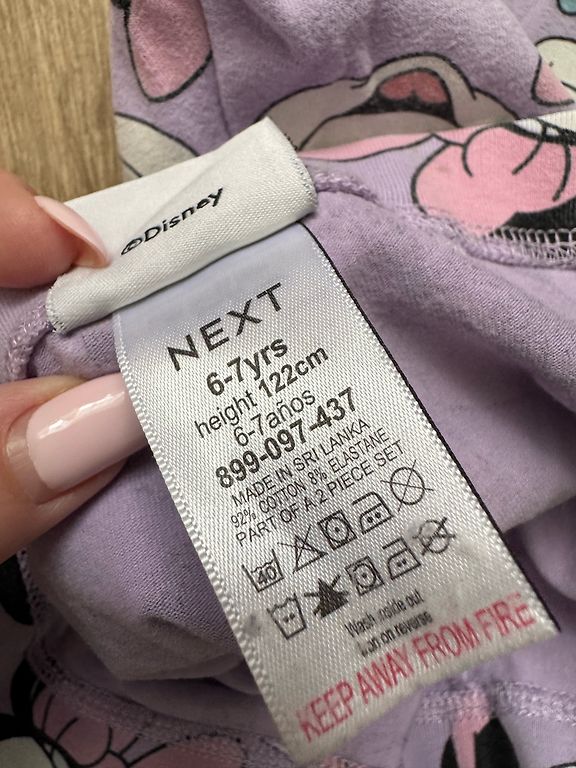 ©Disney
NEXT
6-7yrs
height 122cm
6-7años
899-097-437
MADE IN SRI LANKA
92% COTTON 8% ELASTANE
PART OF A 2 PIECE SET
40
Wash inside out
Iron on reverse
KEEP AWAY FROM FIRE